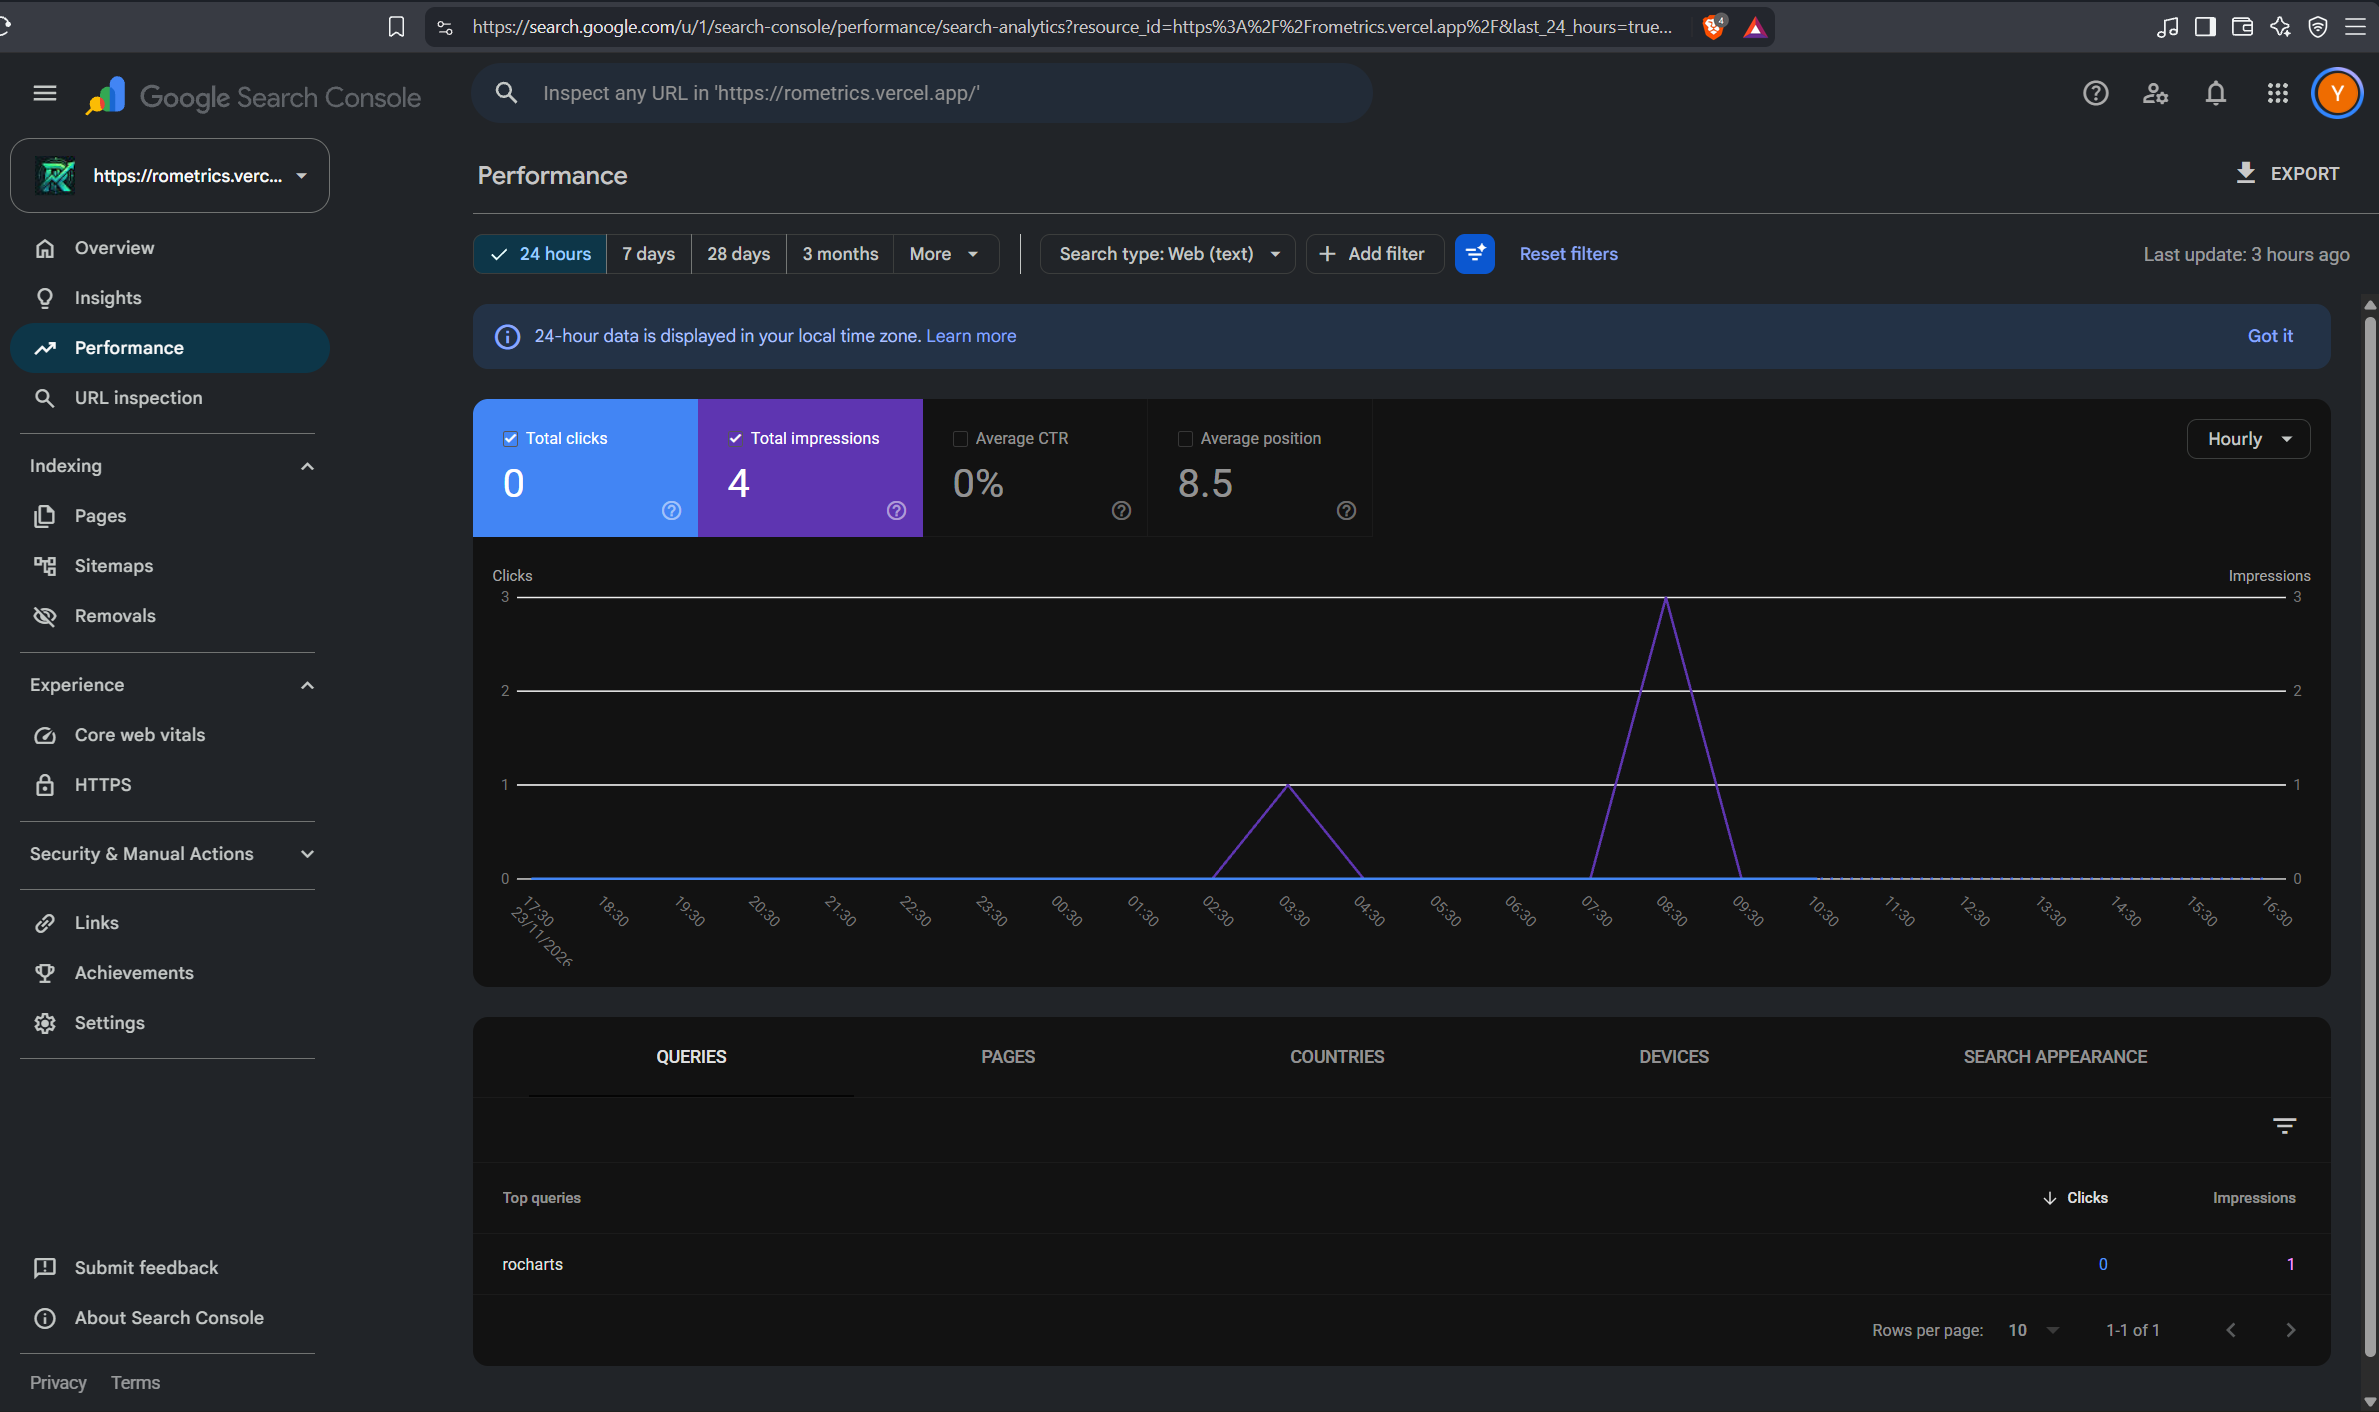 https://search.google.com/u/1/search-console/performance/search-analytics?resource_id=https%3A%2F%2Frometrics.vercel.app%2F&last_24_hours=true...
4
Google Search Console
Inspect any URL in 'https://rometrics.vercel.app/'
Y
https://rometrics.verc...
Overview
Insights
Performance
URL inspection
Indexing
Pages
Sitemaps
Removals
Experience
Core web vitals
HTTPS
Security & Manual Actions
Links
Achievements
Settings
Submit feedback
About Search Console
Privacy Terms
Performance
EXPORT
24 hours 7 days 28 days 3 months More
Search type: Web (text) Add filter Reset filters
Last update: 3 hours ago
24-hour data is displayed in your local time zone. Learn more
Got it
Total clicks
0
Total impressions
4
Average CTR
0%
Average position
8.5
Hourly
Clicks Impressions
3 3
2 2
1 1
0 0
17:30 18:30 19:30 20:30 21:30 22:30 23:30 00:30 01:30 02:30 03:30 04:30 05:30 06:30 07:30 08:30 09:30 10:30 11:30 12:30 13:30 14:30 15:30 16:30
23/11/2026
QUERIES PAGES COUNTRIES DEVICES SEARCH APPEARANCE
Top queries Clicks Impressions
rocharts 0 1
Rows per page: 10 1-1 of 1